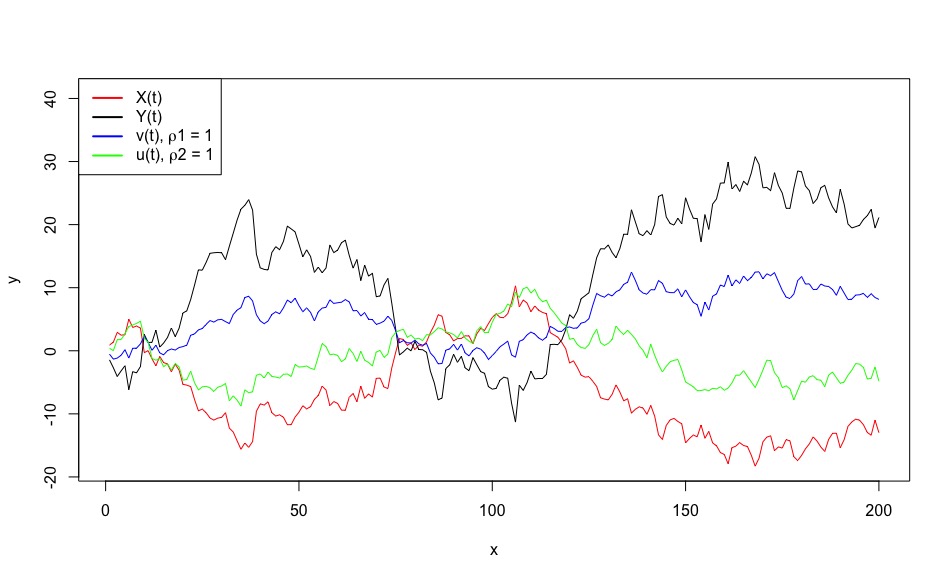 X(t)
Y(t)
v(t), ρ1 = 1
u(t), ρ2 = 1
40
30
20
10
0
-10
-20
y
0 50 100 150 200
x